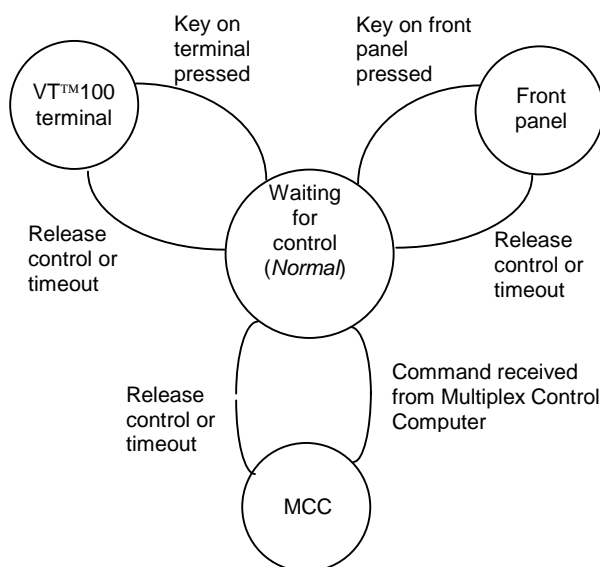 Key on
terminal
pressed
Key on front
panel
pressed
VT™100
terminal
Front
panel
Waiting
for
control
(Normal)
Release
control or
timeout
Release
control or
timeout
Release
control or
timeout
Command received
from Multiplex Control
Computer
MCC